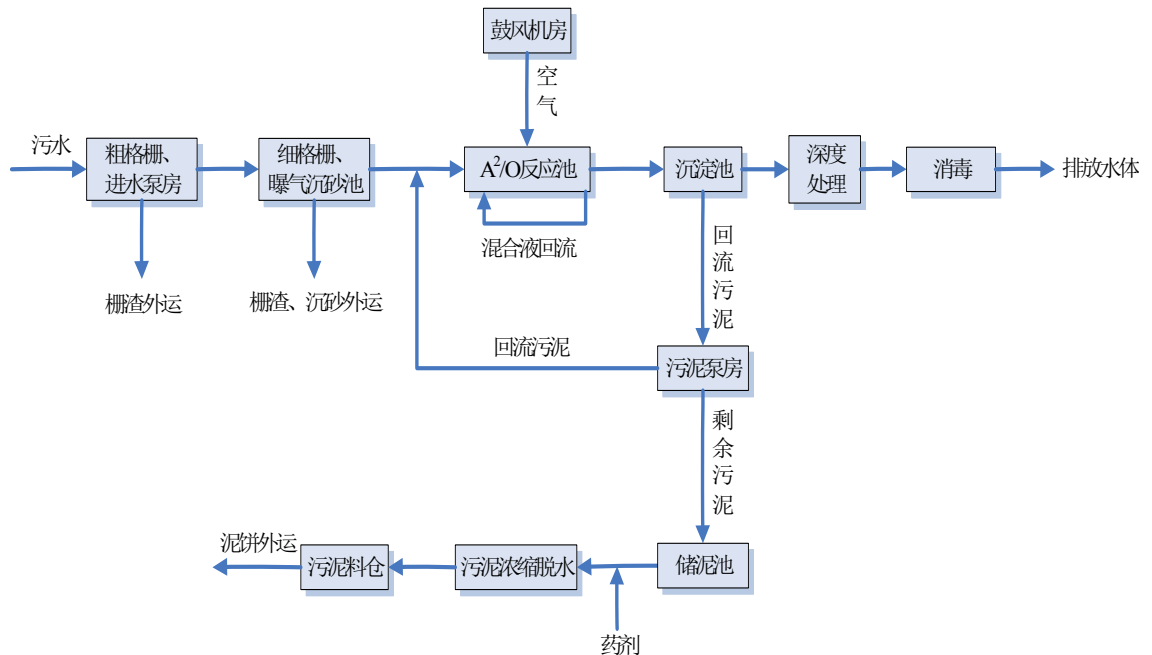 鼓风机房
空气
污水
粗格栅、
进水泵房
细格栅、
曝气沉砂池
A²/O反应池
沉淀池
深度
处理
消毒
排放水体
混合液回流
栅渣外运
栅渣、沉砂外运
回流污泥
回流污泥
污泥泵房
剩余污泥
泥饼外运
污泥料仓
污泥浓缩脱水
储泥池
药剂